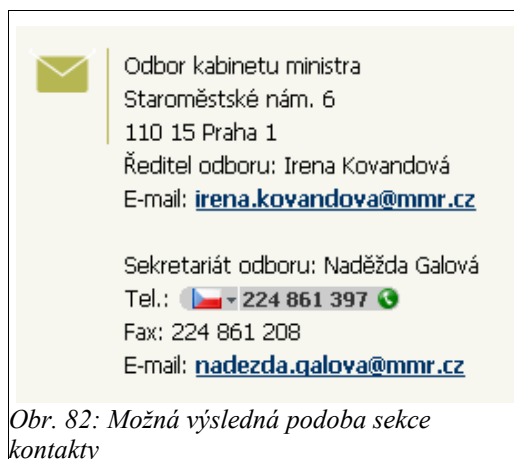 Odbor kabinetu ministra
Staroměstské nám. 6
110 15 Praha 1
Ředitel odboru: Irena Kovandová
E-mail: irena.kovandova@mmr.cz
Sekretariát odboru: Naděžda Galová
Tel.: 224 861 397
Fax: 224 861 208
E-mail: nadezda.galova@mmr.cz
Obr. 82: Možná výsledná podoba sekce
kontakty